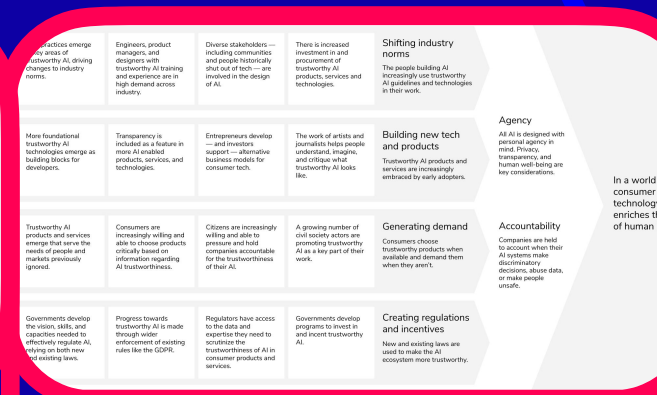 practices emerge
key areas of
trustworthy AI, driving
changes to industry
norms.
Engineers, product
managers, and
designers with
trustworthy AI training
and experience are in
high demand across
industry.
Diverse stakeholders —
including communities
and people historically
shut out of tech — are
involved in the design
of AI.
There is increased
investment in and
procurement of
trustworthy AI
products, services and
technologies.
Shifting industry
norms
The people building AI
increasingly use trustworthy
AI guidelines and technologies
in their work.
More foundational
trustworthy AI
technologies emerge as
building blocks for
developers.
Transparency is
included as a feature in
more AI enabled
products, services, and
technologies.
Entrepreneurs develop
— and investors
support — alternative
business models for
consumer tech.
The work of artists and
journalists helps people
understand, imagine,
and critique what
trustworthy AI looks
like.
Building new tech
and products
Trustworthy AI products and
services are increasingly
embraced by early adopters.
Trustworthy AI
products and services
emerge that serve the
needs of people and
markets previously
ignored.
Consumers are
increasingly willing and
able to choose products
critically based on
information regarding
AI trustworthiness.
Citizens are increasingly
willing and able to
pressure and hold
companies accountable
for the trustworthiness
of their AI.
A growing number of
civil society actors are
promoting trustworthy
AI as a key part of their
work.
Generating demand
Consumers choose
trustworthy products when
available and demand them
when they aren't.
Governments develop
the vision, skills, and
capacities needed to
effectively regulate AI,
relying on both new
and existing laws.
Progress towards
trustworthy AI is made
through wider
enforcement of existing
rules like the GDPR.
Regulators have access
to the data and
expertise they need to
scrutinize the
trustworthiness of AI in
consumer products and
services.
Governments develop
programs to invest in
and incent trustworthy
AI.
Creating regulations
and incentives
New and existing laws are
used to make the AI
ecosystem more trustworthy.
Agency
All AI is designed with
personal agency in
mind. Privacy,
transparency, and
human well-being are
key considerations.
Accountability
Companies are held
to account when their
AI systems make
discriminatory
decisions, abuse data,
or make people
unsafe.
In a world
consumer
technology
enriches th
of human